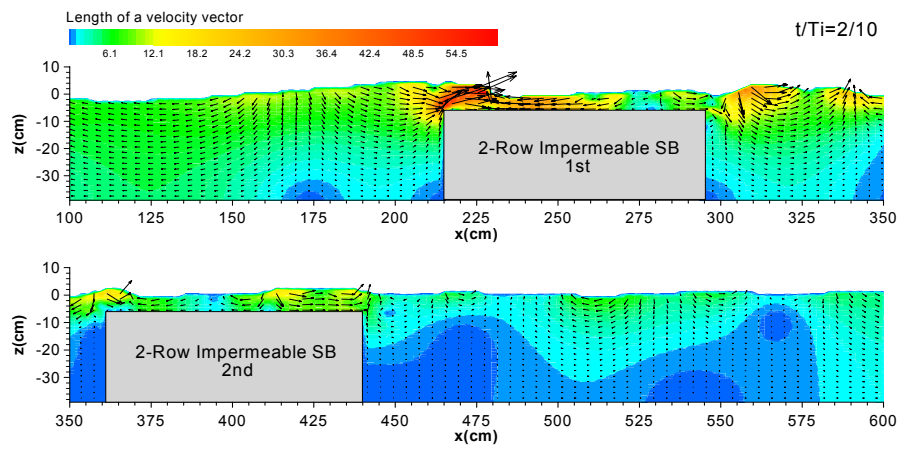 Length of a velocity vector
t/Ti=2/10
6.1 12.1 18.2 24.2 30.3 36.4 42.4 48.5 54.5
10
0
-10
-20
-30
z(cm)
2-Row Impermeable SB
1st
100 125 150 175 200 225 250 275 300 325 350
x(cm)
10
0
-10
-20
-30
z(cm)
2-Row Impermeable SB
2nd
350 375 400 425 450 475 500 525 550 575 600
x(cm)